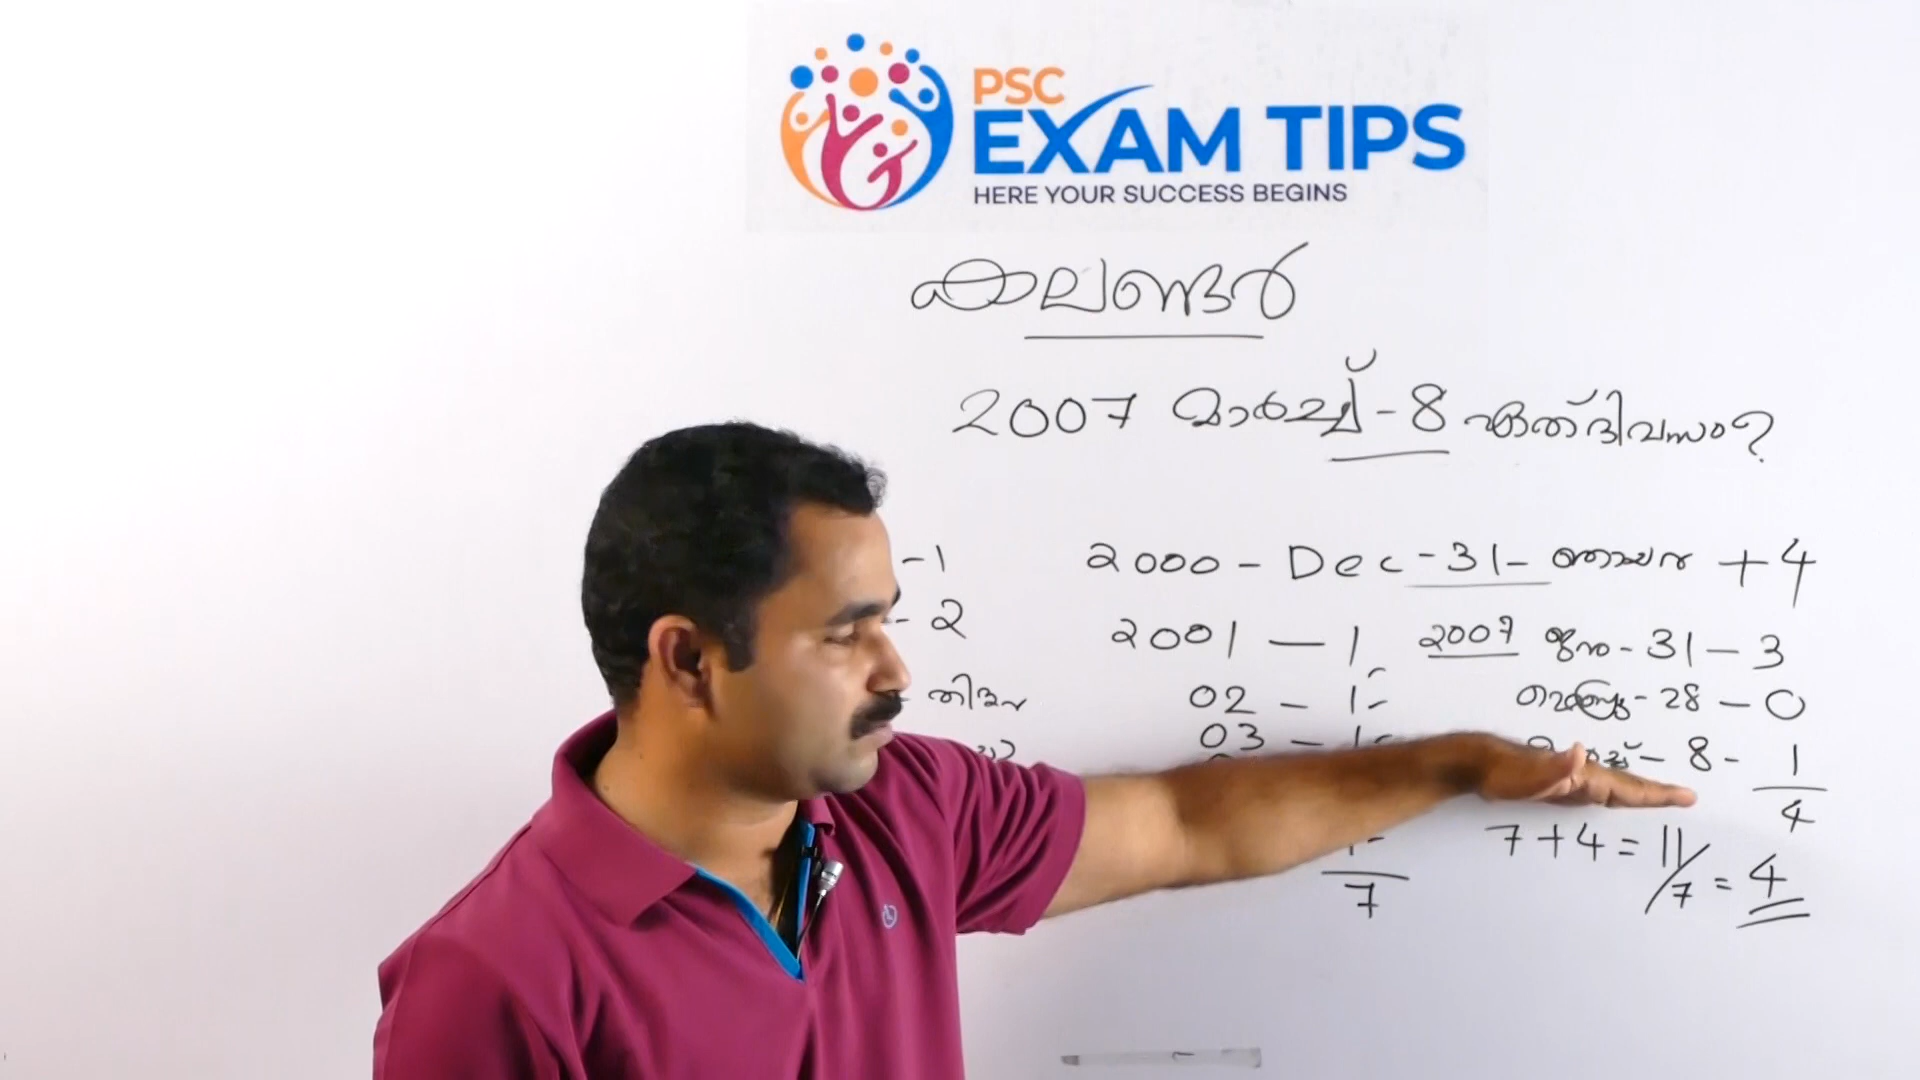 PSC
EXAM TIPS
HERE YOUR SUCCESS BEGINS
കലണ്ടർ
2007 മാർച്ച് - 8 ഏത് ദിവസം?
- 1
- 2
തിങ്കൾ
2000 - Dec - 31 - ഞായർ + 4
2001 - 1
02 - 1
03 - 1
7
2007 ജന - 31 - 3
28 - 0
8 - 1
4
7 + 4 = 11/7 = 4